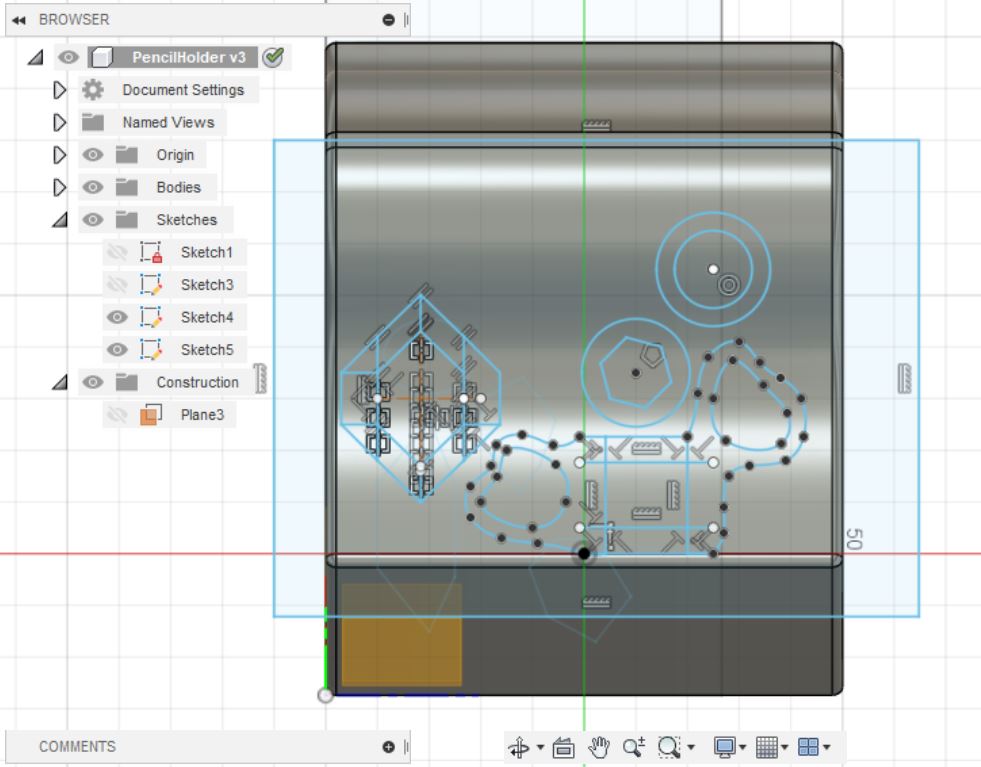 BROWSER
PencilHolder v3
Document Settings
Named Views
Origin
Bodies
Sketches
Sketch1
Sketch3
Sketch4
Sketch5
Construction
Plane3
50
COMMENTS